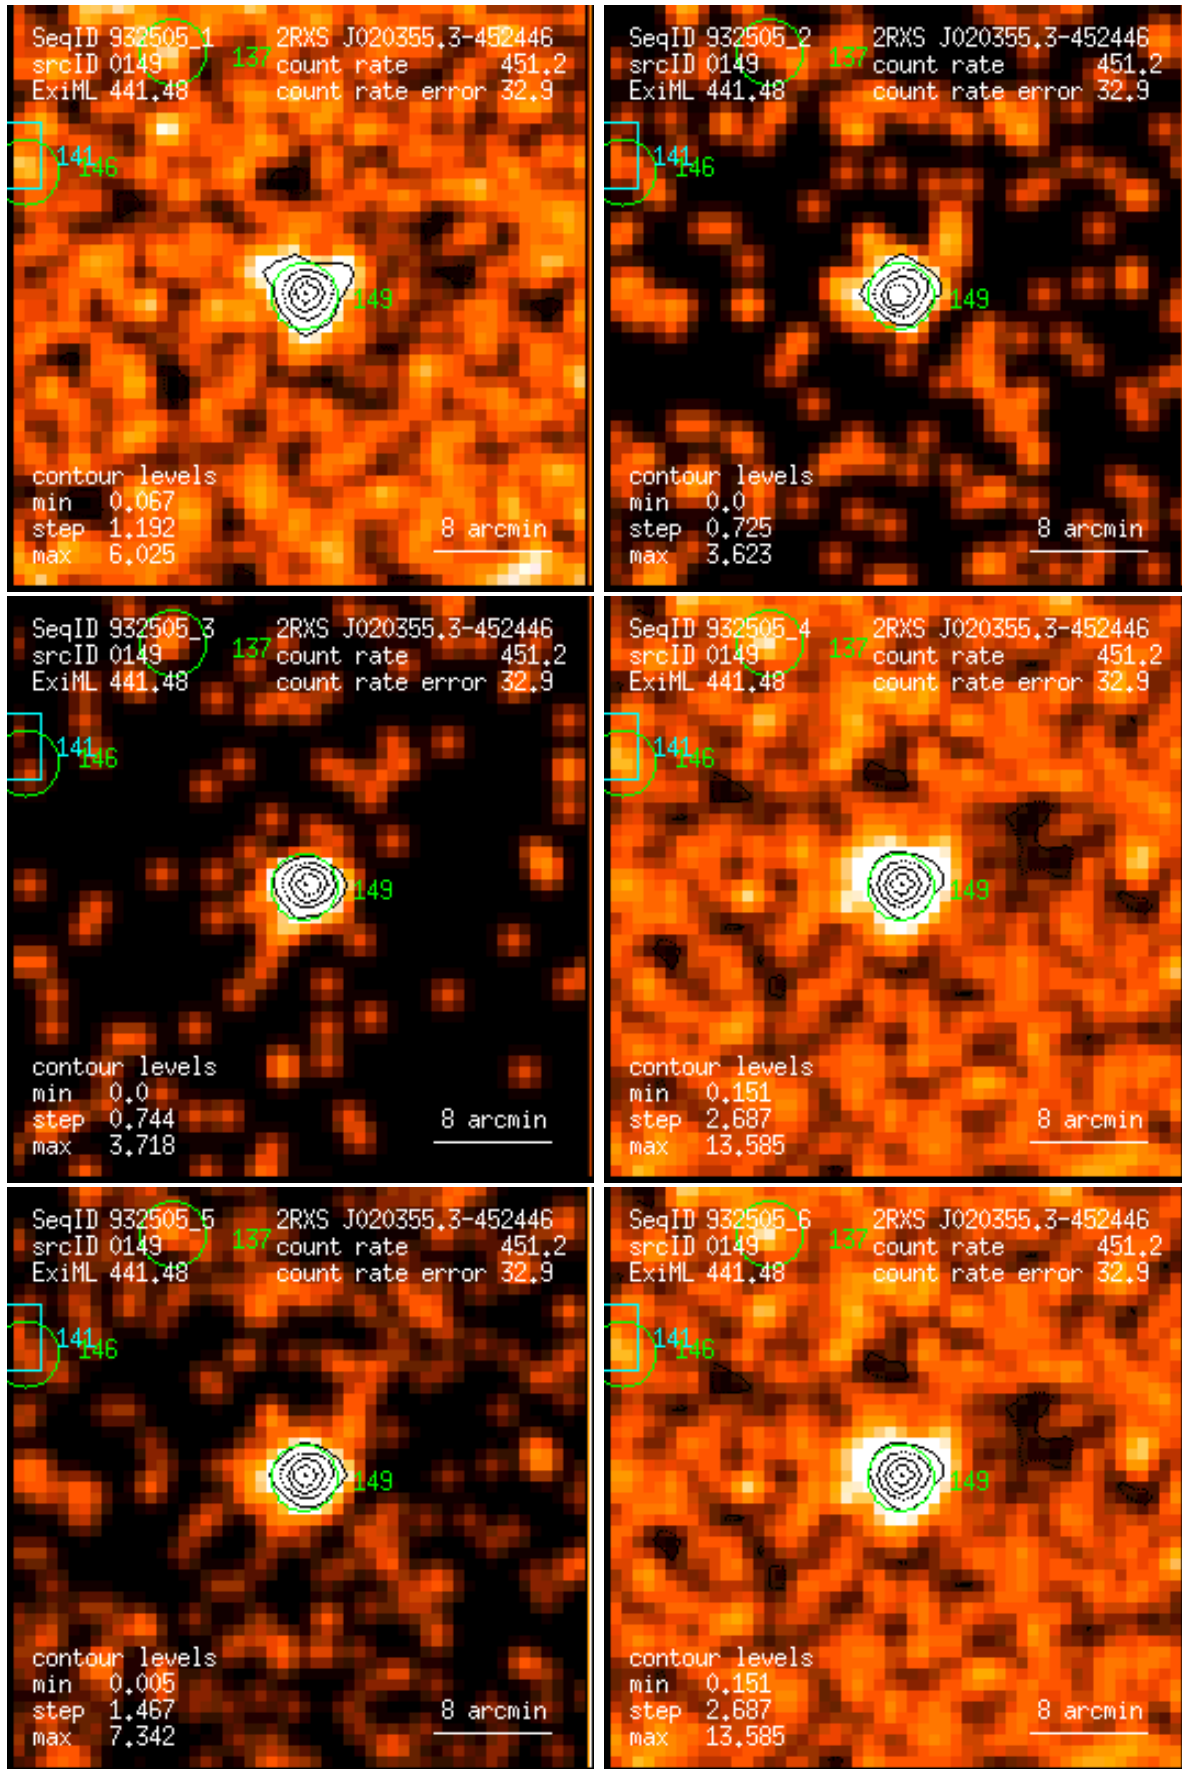 SeqID 932505_1 2RXS J020355.3-452446
srcID 0149 137 count rate 451.2
ExiML 441.48 count rate error 32.9
141 146
149
contour levels
min 0.067
step 1.192 8 arcmin
max 6.025
SeqID 932505_2 2RXS J020355.3-452446
srcID 0149 137 count rate 451.2
ExiML 441.48 count rate error 32.9
141 146
149
contour levels
min 0.0
step 0.725 8 arcmin
max 3.623
SeqID 932505_3 2RXS J020355.3-452446
srcID 0149 137 count rate 451.2
ExiML 441.48 count rate error 32.9
141 146
149
contour levels
min 0.0
step 0.744 8 arcmin
max 3.718
SeqID 932505_4 2RXS J020355.3-452446
srcID 0149 137 count rate 451.2
ExiML 441.48 count rate error 32.9
141 146
149
contour levels
min 0.151
step 2.687 8 arcmin
max 13.585
SeqID 932505_5 2RXS J020355.3-452446
srcID 0149 137 count rate 451.2
ExiML 441.48 count rate error 32.9
141 146
149
contour levels
min 0.005
step 1.467 8 arcmin
max 7.342
SeqID 932505_6 2RXS J020355.3-452446
srcID 0149 137 count rate 451.2
ExiML 441.48 count rate error 32.9
141 146
149
contour levels
min 0.151
step 2.687 8 arcmin
max 13.585